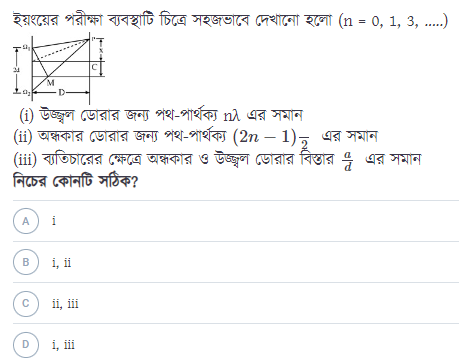 ইয়ংয়ের পরীক্ষা ব্যবস্থাটি চিত্রে সহজভাবে দেখানো হলো (n = 0, 1, 3, .....)
P
x
C
2d
M
D
(i) উজ্জ্বল ডোরার জন্য পথ-পার্থক্য nλ এর সমান
(ii) অন্ধকার ডোরার জন্য পথ-পার্থক্য (2n − 1)—/2 এর সমান
(iii) ব্যতিচারের ক্ষেত্রে অন্ধকার ও উজ্জ্বল ডোরার বিস্তার a/d এর সমান
নিচের কোনটি সঠিক?
A i
B i, ii
C ii, iii
D i, iii